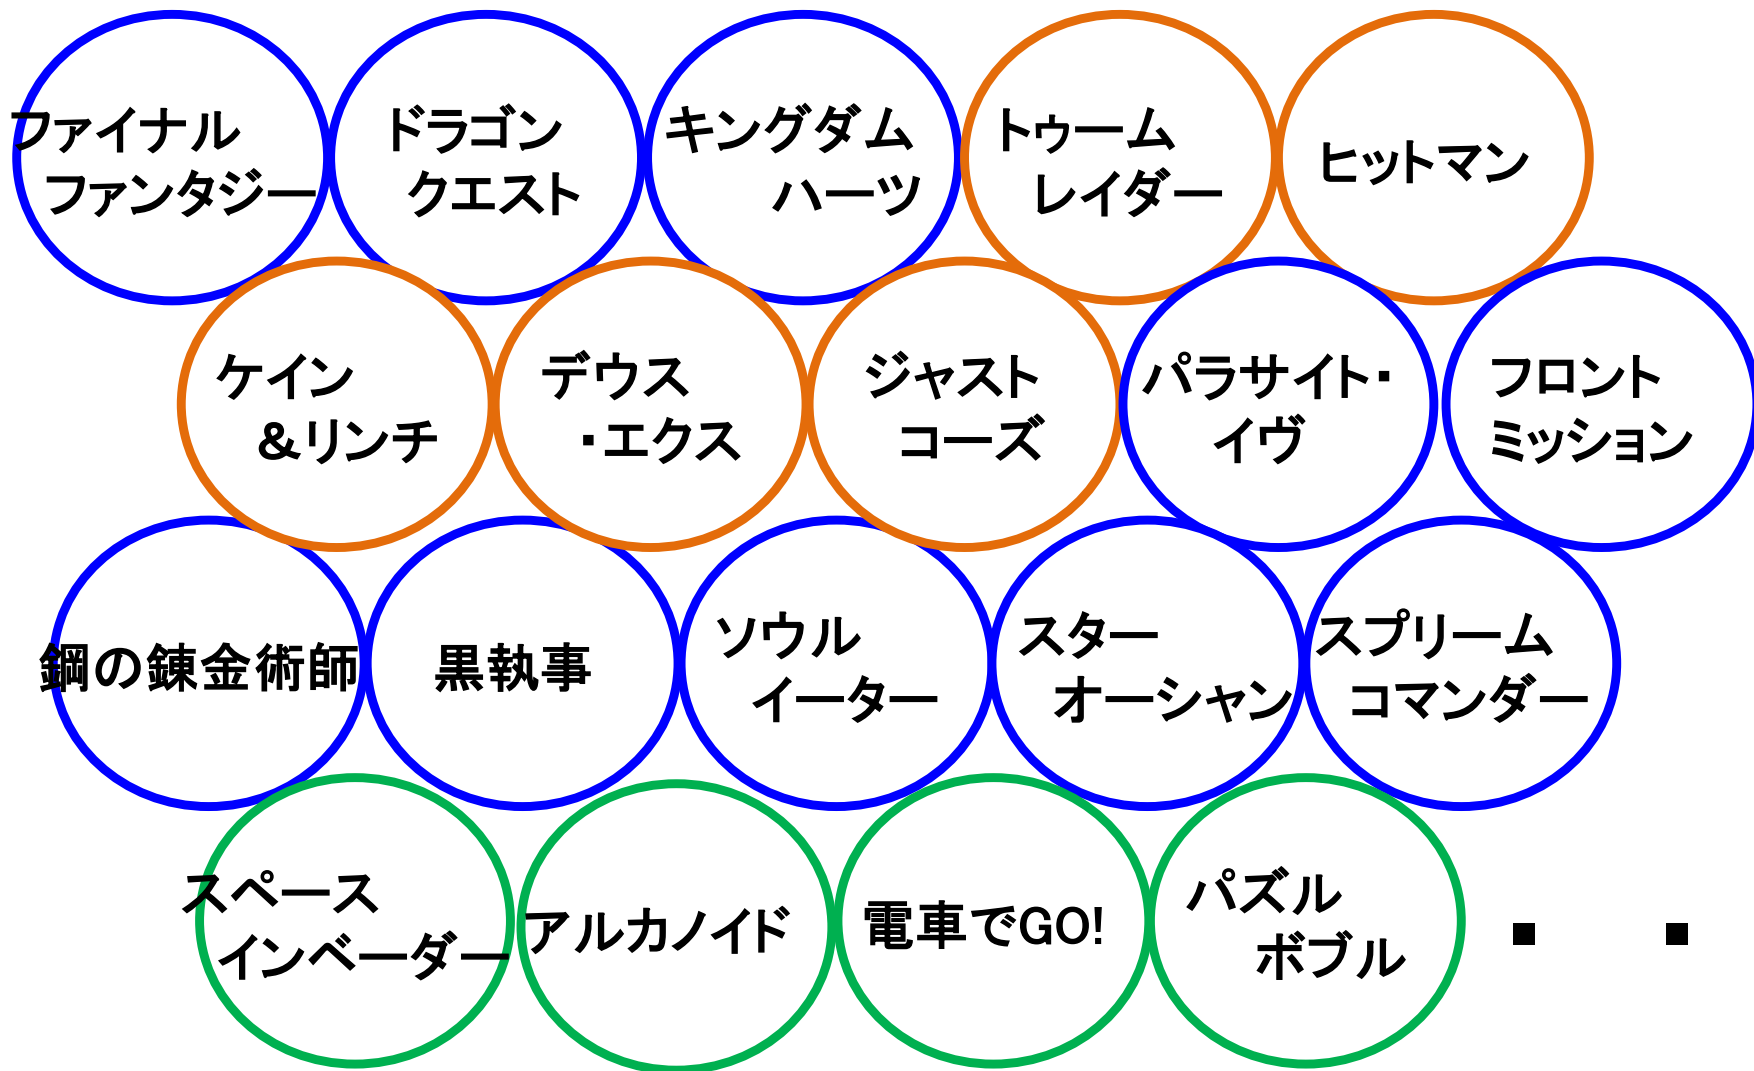 ファイナル
ファンタジー
ドラゴン
クエスト
キングダム
ハーツ
トゥーム
レイダー
ヒットマン
ケイン
&リンチ
デウス
・エクス
ジャスト
コーズ
パラサイト・
イヴ
フロント
ミッション
鋼の錬金術師
黒執事
ソウル
イーター
スター
オーシャン
スプリーム
コマンダー
スペース
インベーダー
アルカノイド
電車でGO!
パズル
ボブル
・ ・